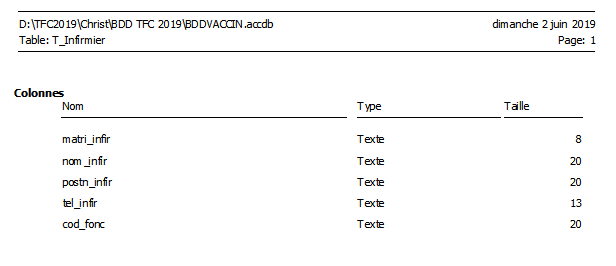 D:\TFC2019\Christ\BDD TFC 2019\BDDVACCIN.accdb dimanche 2 juin 2019
Table: T_Infirmier Page: 1
Colonnes
Nom Type Taille
matri_infir Texte 8
nom_infir Texte 20
postn_infir Texte 20
tel_infir Texte 13
cod_fonc Texte 20